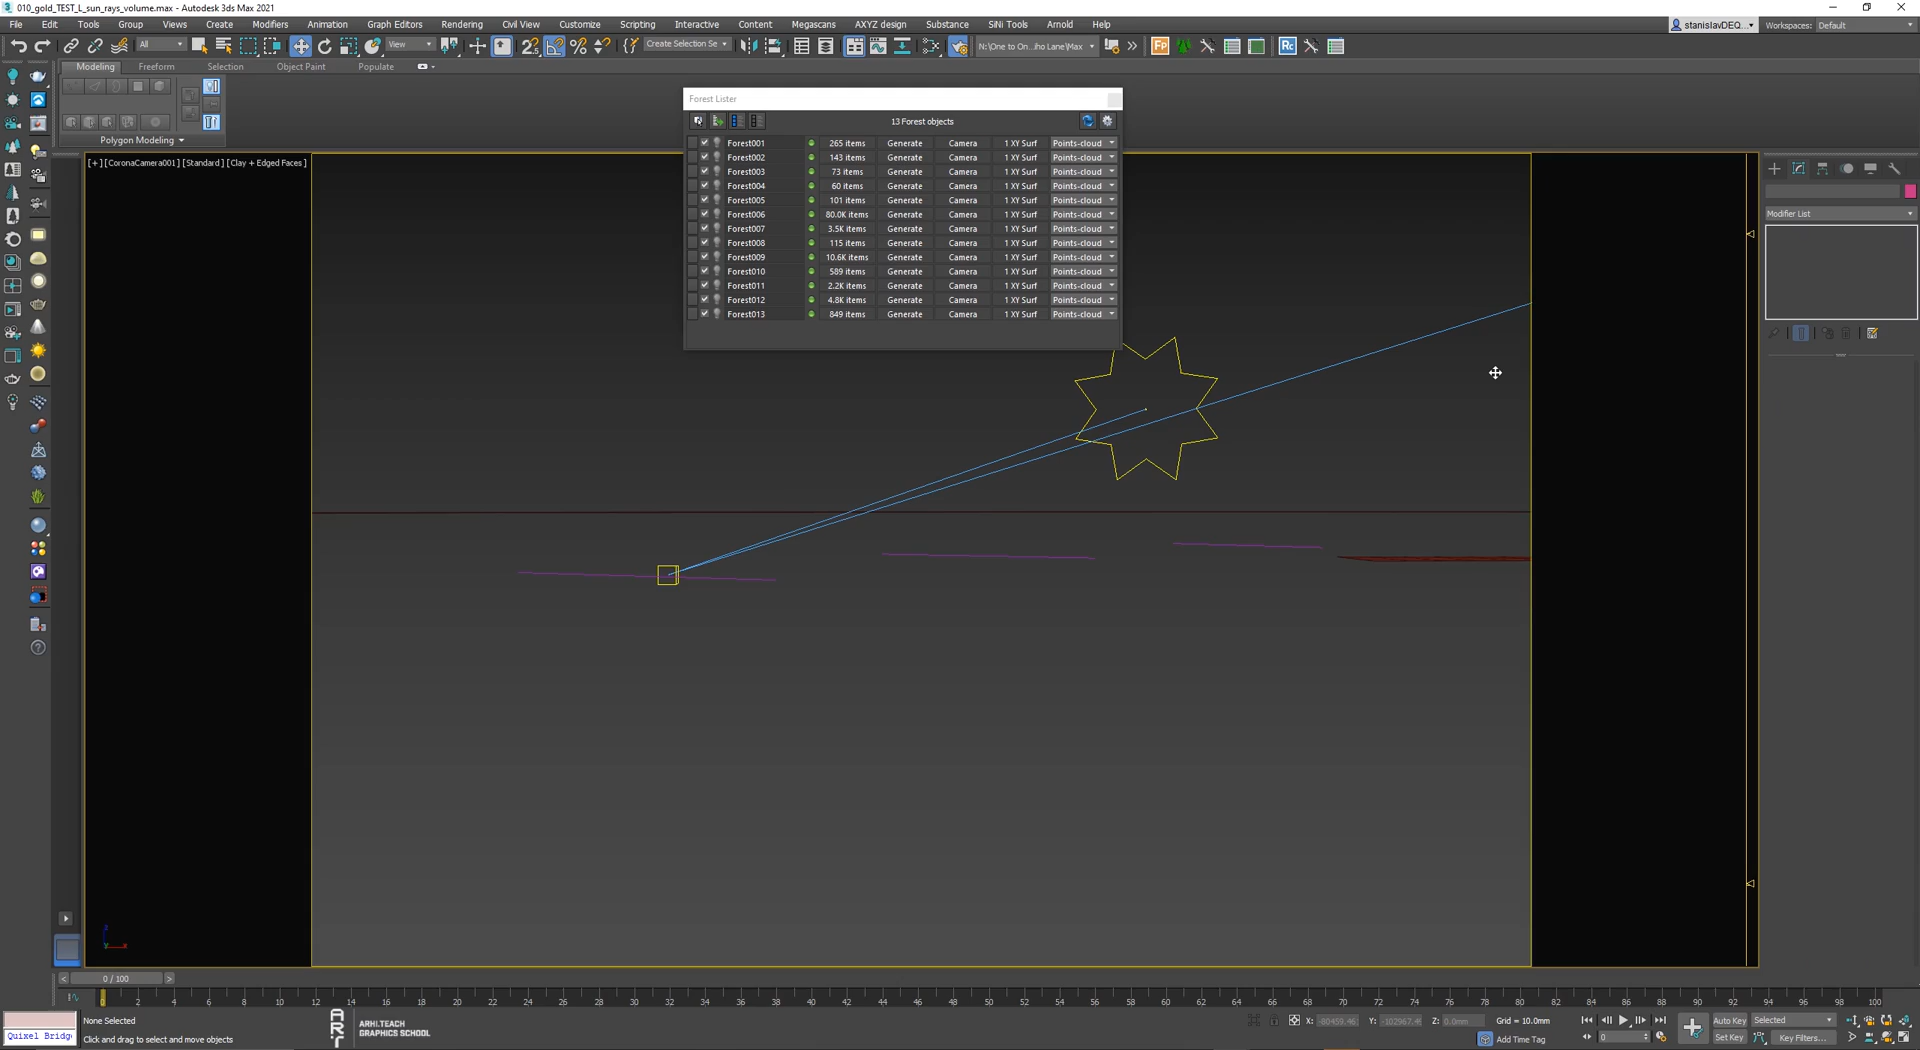 010_gold_TEST_L_sun_rays_volume.max - Autodesk 3ds Max 2021
File Edit Tools Group Views Create Modifiers Animation Graph Editors Rendering Civil View Customize Scripting Interactive Content Megascans AXYZ design Substance SiNi Tools Arnold Help
stanislavDEQ... Workspaces: Default
All View Create Selection Se N:\One to On...ho Lane\Max
Modeling Freeform Selection Object Paint Populate
Polygon Modeling
[+] [CoronaCamera001] [Standard] [Clay + Edged Faces]
Forest Lister
13 Forest objects
Forest001 265 items Generate Camera 1 XY Surf Points-cloud
Forest002 143 items Generate Camera 1 XY Surf Points-cloud
Forest003 73 items Generate Camera 1 XY Surf Points-cloud
Forest004 60 items Generate Camera 1 XY Surf Points-cloud
Forest005 101 items Generate Camera 1 XY Surf Points-cloud
Forest006 80.0K items Generate Camera 1 XY Surf Points-cloud
Forest007 3.5K items Generate Camera 1 XY Surf Points-cloud
Forest008 115 items Generate Camera 1 XY Surf Points-cloud
Forest009 10.6K items Generate Camera 1 XY Surf Points-cloud
Forest010 589 items Generate Camera 1 XY Surf Points-cloud
Forest011 2.2K items Generate Camera 1 XY Surf Points-cloud
Forest012 4.8K items Generate Camera 1 XY Surf Points-cloud
Forest013 849 items Generate Camera 1 XY Surf Points-cloud
Modifier List
< 0 / 100 >
0 2 4 6 8 10 12 14 16 18 20 22 24 26 28 30 32 34 36 38 40 42 44 46 48 50 52 54 56 58 60 62 64 66 68 70 72 74 76 78 80 82 84 86 88 90 92 94 96 98 100
None Selected
Quixel Bridge
Click and drag to select and move objects
ART
ARHI.TEACH
GRAPHICS SCHOOL
X: -80459.46 Y: -102967.4 Z: 0.0mm Grid = 10.0mm
Auto Key Selected
Add Time Tag 0 Set Key Key Filters...